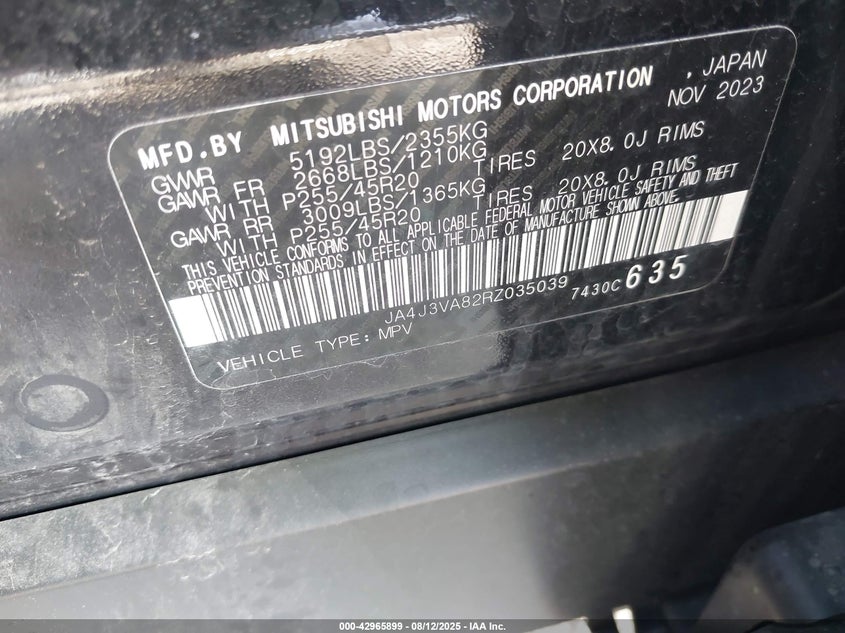 MFD.BY MITSUBISHI MOTORS CORPORATION , JAPAN
NOV 2023
GVWR 5192LBS/2355KG
GAWR FR 2668LBS/1210KG TIRES 20X8.0J RIMS
WITH P255/45R20
GAWR RR 3009LBS/1365KG TIRES 20X8.0J RIMS
WITH P255/45R20
THIS VEHICLE CONFORMS TO ALL APPLICABLE FEDERAL MOTOR VEHICLE SAFETY AND THEFT
PREVENTION STANDARDS IN EFFECT ON THE DATE OF MANUFACTURE SHOWN ABOVE.
JA4J3VA82RZ035039 7430C 635
VEHICLE TYPE: MPV
000-42965899 - 08/12/2025 - IAA Inc.